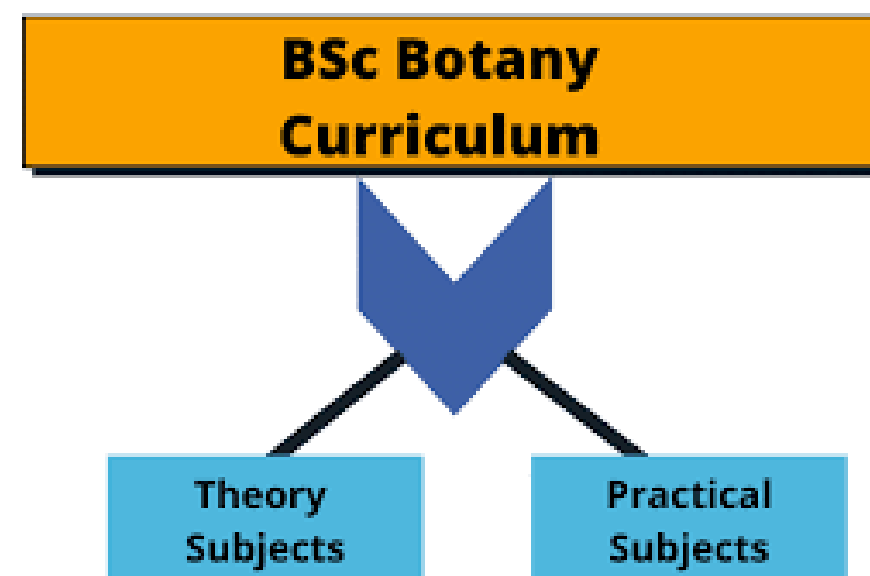 BSc Botany
Curriculum
Theory
Subjects
Practical
Subjects